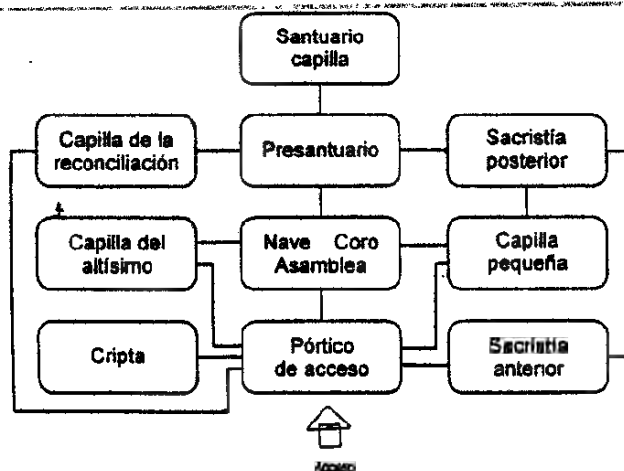 Santuario
capilla
Capilla de la
reconciliación
Presantuario
Sacristía
posterior
Capilla del
altísimo
Nave Coro
Asamblea
Capilla
pequeña
Cripta
Pórtico
de acceso
Sacristía
anterior
Acceso